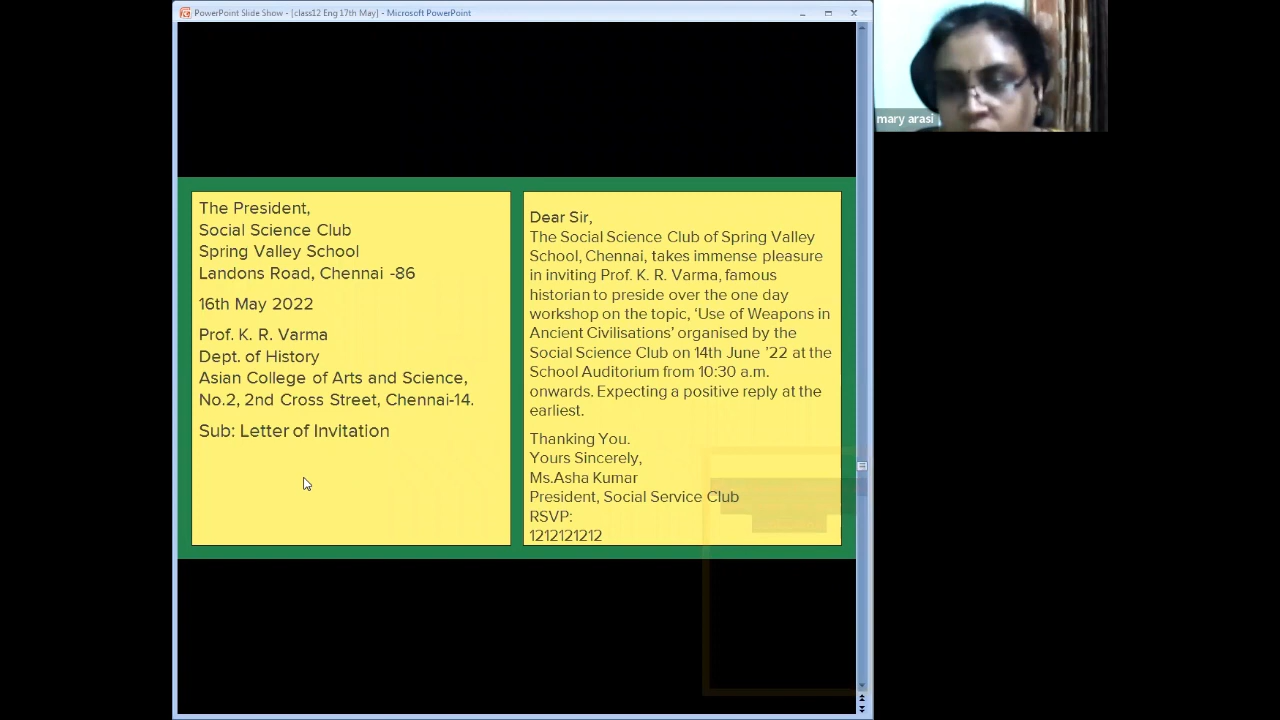 PowerPoint Slide Show - [class12 Eng 17th May] - Microsoft PowerPoint
mary arasi
The President,
Social Science Club
Spring Valley School
Landons Road, Chennai -86
16th May 2022
Prof. K. R. Varma
Dept. of History
Asian College of Arts and Science,
No.2, 2nd Cross Street, Chennai-14.
Sub: Letter of Invitation
Dear Sir,
The Social Science Club of Spring Valley
School, Chennai, takes immense pleasure
in inviting Prof. K. R. Varma, famous
historian to preside over the one day
workshop on the topic, ‘Use of Weapons in
Ancient Civilisations’ organised by the
Social Science Club on 14th June ’22 at the
School Auditorium from 10:30 a.m.
onwards. Expecting a positive reply at the
earliest.
Thanking You.
Yours Sincerely,
Ms.Asha Kumar
President, Social Service Club
RSVP:
1212121212